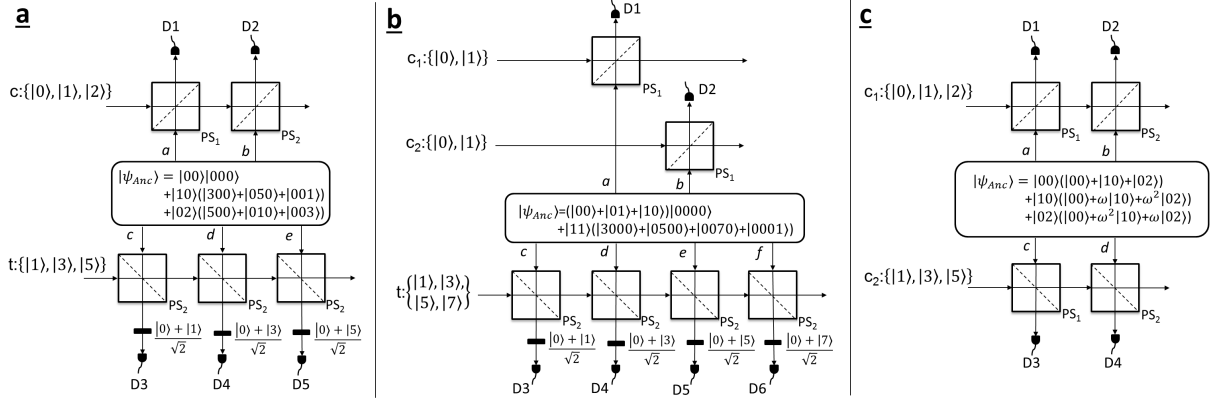 a
D1 D2
c:{|0⟩, |1⟩, |2⟩}
PS₁ PS₂
a b
|ψ_Anc⟩ = |00⟩|000⟩
+|10⟩(|300⟩+|050⟩+|001⟩)
+|02⟩(|500⟩+|010⟩+|003⟩)
c d e
t:{|1⟩, |3⟩, |5⟩}
PS₂ PS₂ PS₂
|0⟩ + |1⟩ |0⟩ + |3⟩ |0⟩ + |5⟩
√2 √2 √2
D3 D4 D5
b
D1
c₁:{|0⟩, |1⟩}
PS₁
D2
c₂:{|0⟩, |1⟩}
PS₁
a b
|ψ_Anc⟩=(|00⟩+|01⟩+|10⟩)|0000⟩
+|11⟩(|3000⟩+|0500⟩+|0070⟩+|0001⟩)
c d e f
t:{|1⟩, |3⟩,
|5⟩, |7⟩}
PS₂ PS₂ PS₂ PS₂
|0⟩ + |1⟩ |0⟩ + |3⟩ |0⟩ + |5⟩ |0⟩ + |7⟩
√2 √2 √2 √2
D3 D4 D5 D6
c
D1 D2
c₁:{|0⟩, |1⟩, |2⟩}
PS₁ PS₂
a b
|ψ_Anc⟩ = |00⟩(|00⟩+|10⟩+|02⟩)
+|10⟩(|00⟩+ω|10⟩+ω²|02⟩)
+|02⟩(|00⟩+ω²|10⟩+ω|02⟩)
c d
c₂:{|1⟩, |3⟩, |5⟩}
PS₁ PS₂
D3 D4